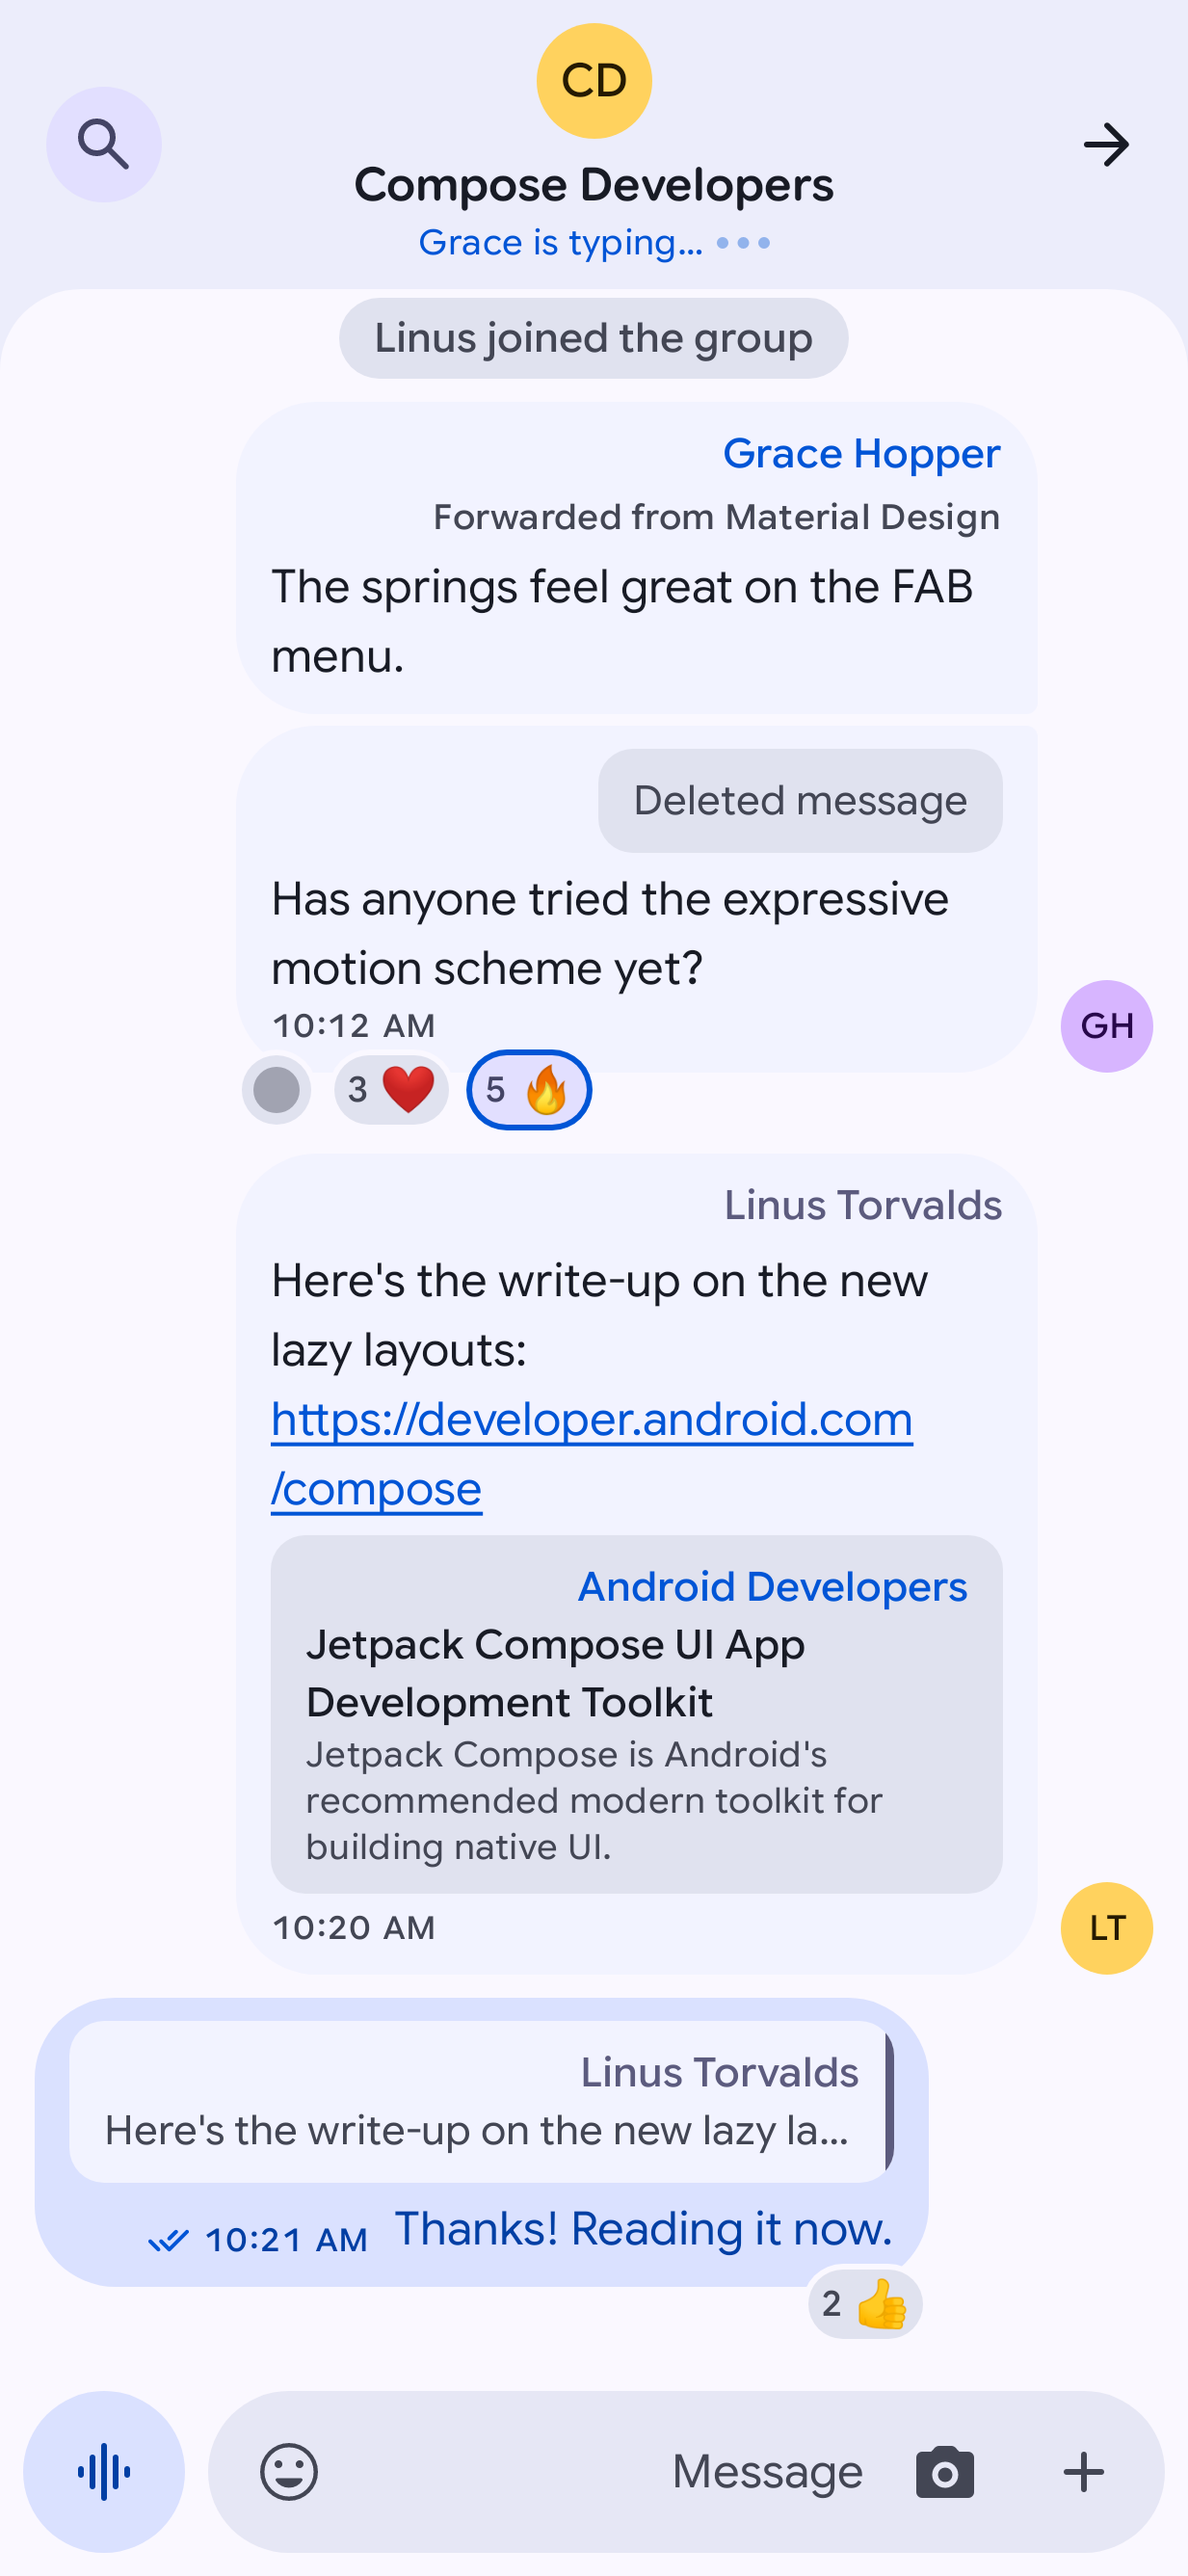 CD
Compose Developers
Grace is typing...
Linus joined the group
Grace Hopper
Forwarded from Material Design
The springs feel great on the FAB
menu.
Deleted message
Has anyone tried the expressive
motion scheme yet?
10:12 AM
GH
3 ❤️
5 🔥
Linus Torvalds
Here's the write-up on the new
lazy layouts:
https://developer.android.com
/compose
Android Developers
Jetpack Compose UI App
Development Toolkit
Jetpack Compose is Android's
recommended modern toolkit for
building native UI.
10:20 AM
LT
Linus Torvalds
Here's the write-up on the new lazy la...
Thanks! Reading it now.
10:21 AM
2 👍
Message